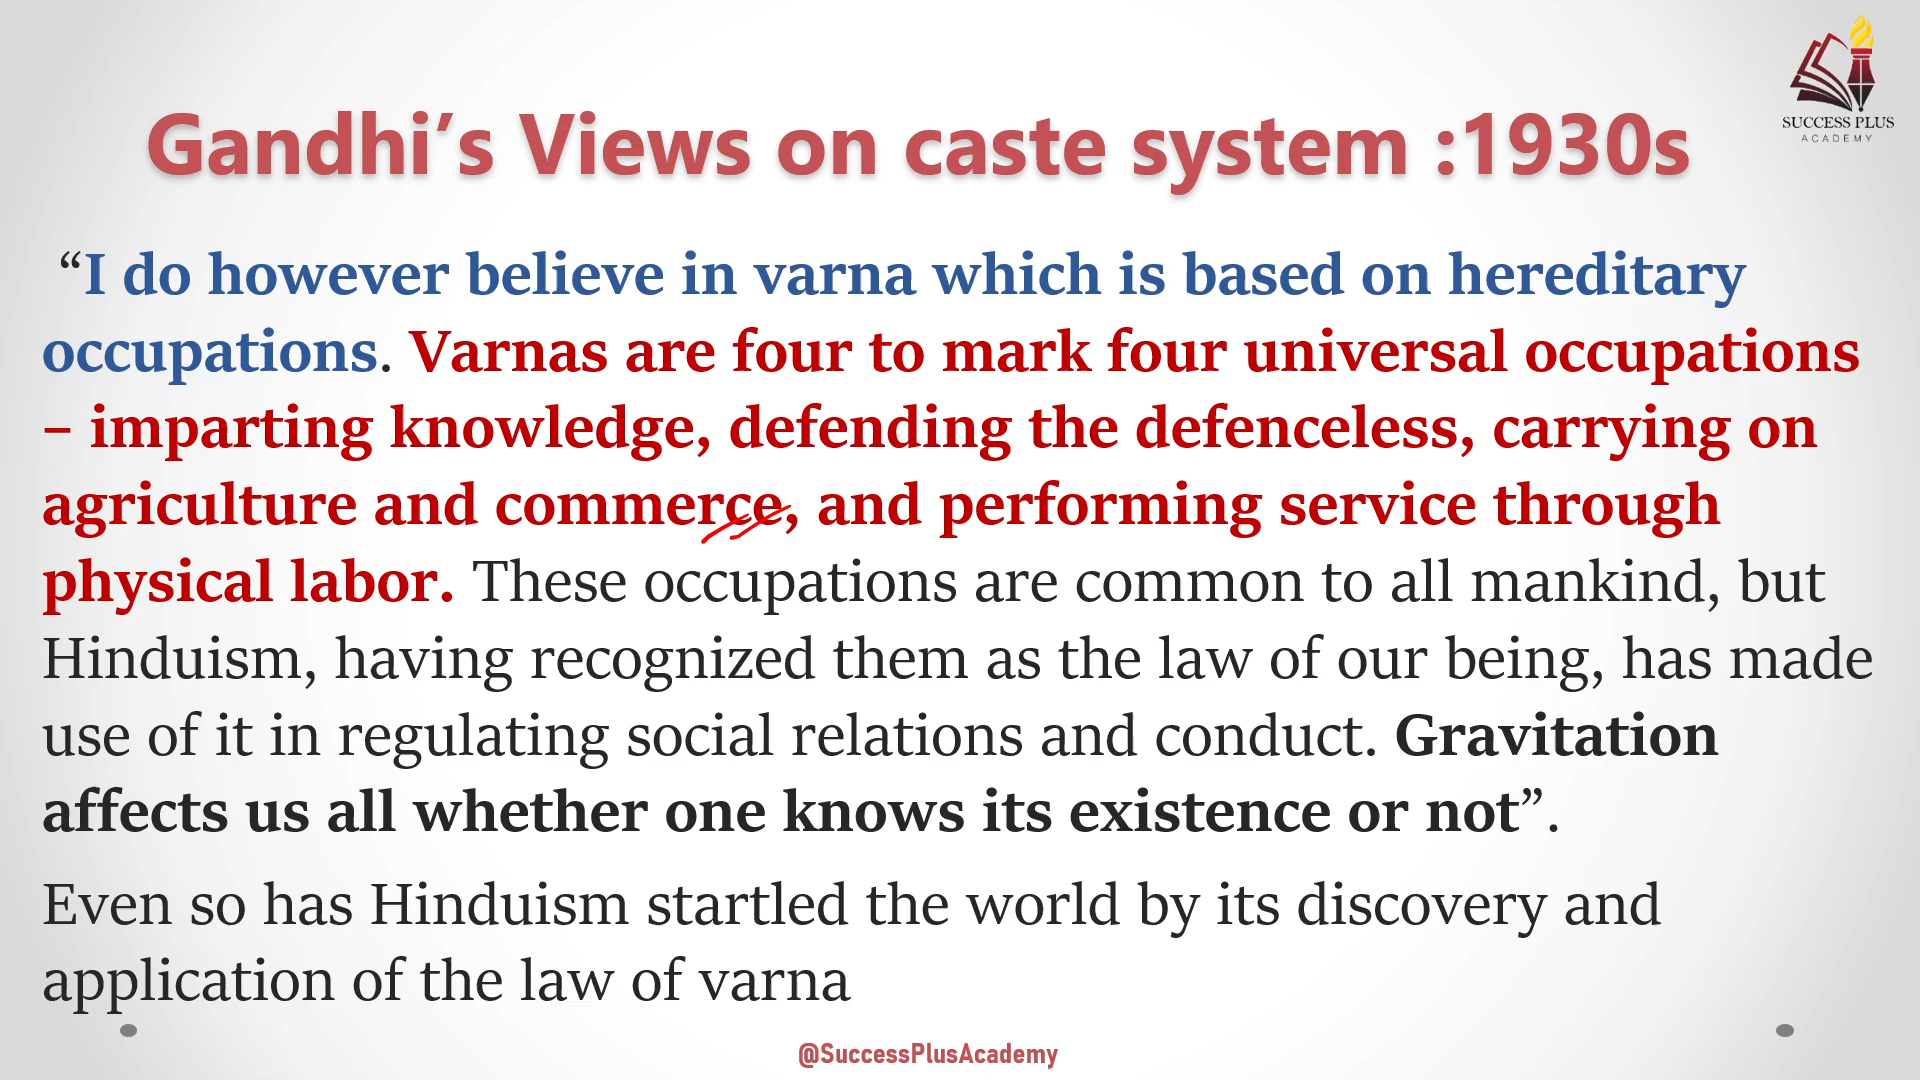 SUCCESS PLUS
ACADEMY
Gandhi’s Views on caste system :1930s
“I do however believe in varna which is based on hereditary
occupations. Varnas are four to mark four universal occupations
– imparting knowledge, defending the defenceless, carrying on
agriculture and commerce, and performing service through
physical labor. These occupations are common to all mankind, but
Hinduism, having recognized them as the law of our being, has made
use of it in regulating social relations and conduct. Gravitation
affects us all whether one knows its existence or not”.
Even so has Hinduism startled the world by its discovery and
application of the law of varna
@SuccessPlusAcademy